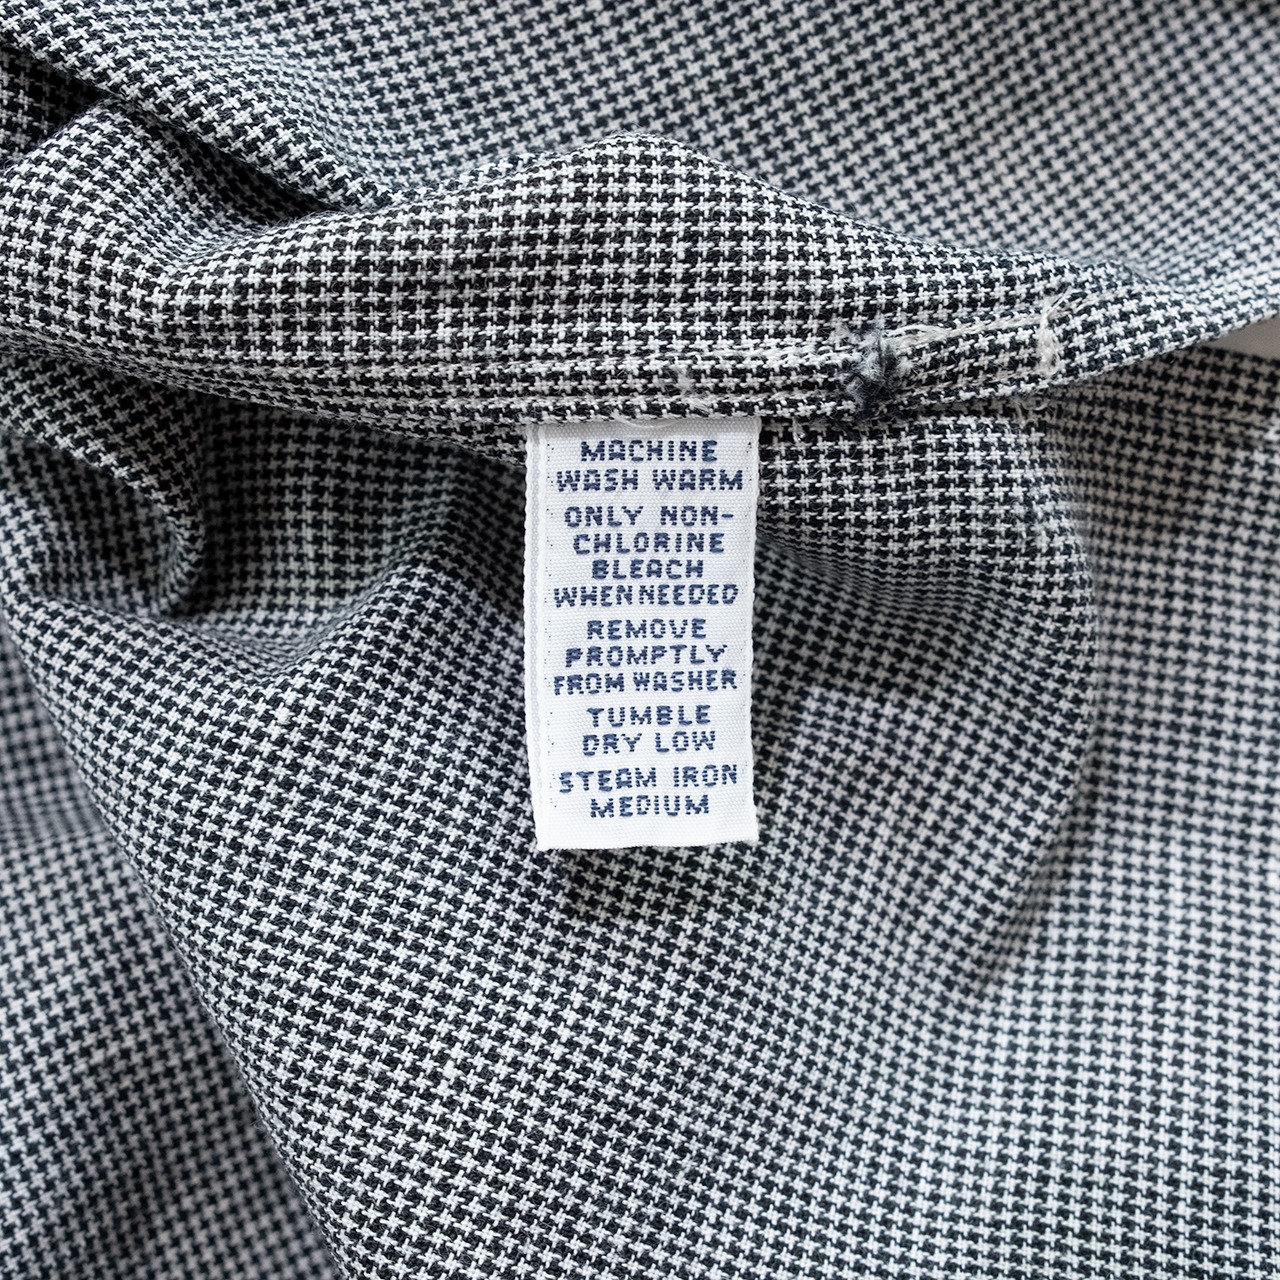 MACHINE
WASH WARM
ONLY NON-
CHLORINE
BLEACH
WHEN NEEDED
REMOVE
PROMPTLY
FROM WASHER
TUMBLE
DRY LOW
STEAM IRON
MEDIUM